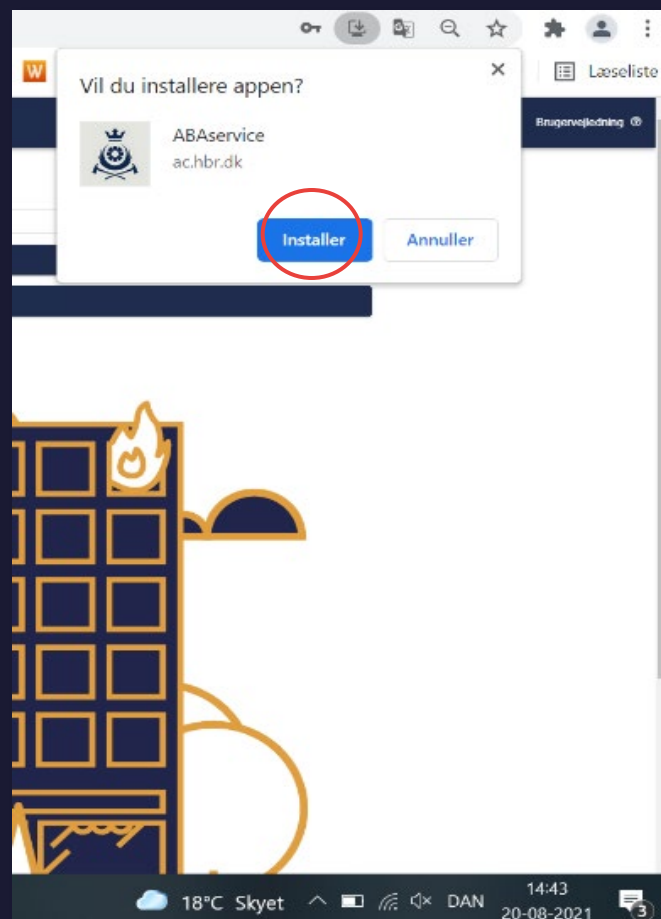 W
Læseliste
Vil du installere appen?
ABAservice
ac.hbr.dk
Brugervejledning
Installer
Annuller
18°C Skyet
DAN
14:43
20-08-2021
3